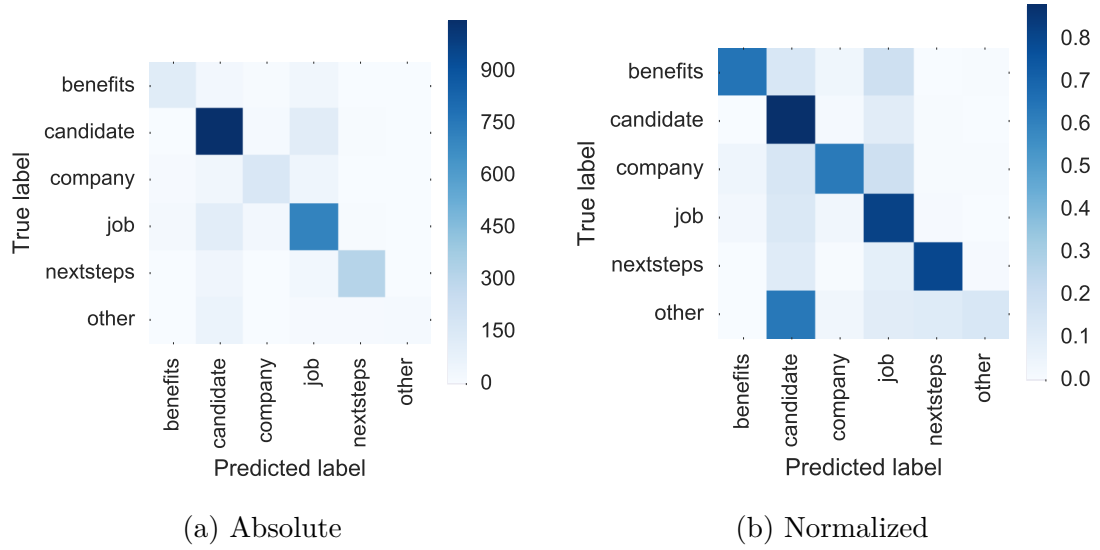 benefits
candidate
company
job
nextsteps
other
True label
benefits
candidate
company
job
nextsteps
other
Predicted label
900
750
600
450
300
150
0
(a) Absolute
benefits
candidate
company
job
nextsteps
other
True label
benefits
candidate
company
job
nextsteps
other
Predicted label
0.8
0.7
0.6
0.5
0.4
0.3
0.2
0.1
0.0
(b) Normalized